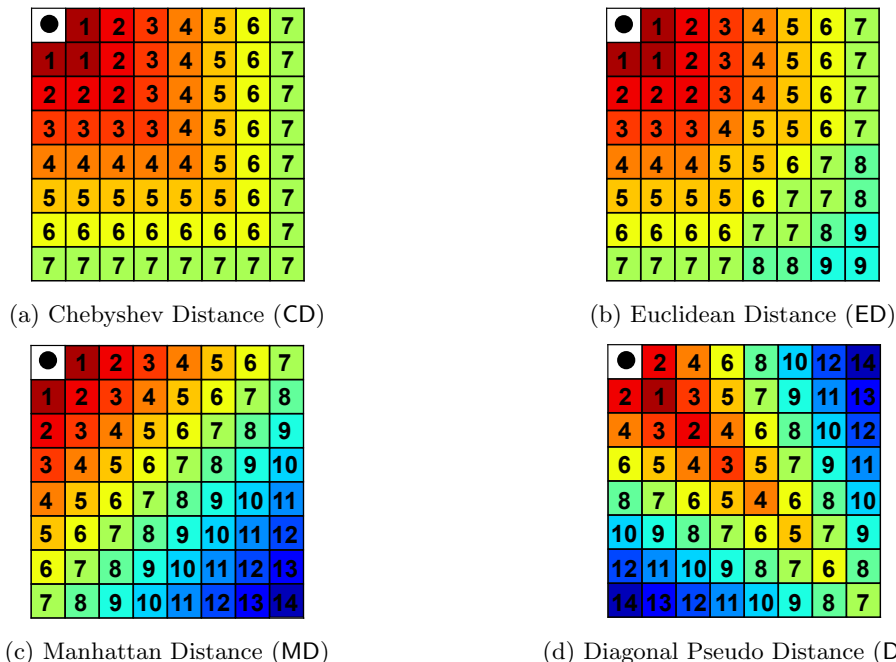 1 2 3 4 5 6 7
1 1 2 3 4 5 6 7
2 2 2 3 4 5 6 7
3 3 3 3 4 5 6 7
4 4 4 4 4 5 6 7
5 5 5 5 5 5 6 7
6 6 6 6 6 6 6 7
7 7 7 7 7 7 7 7
(a) Chebyshev Distance (CD)
1 2 3 4 5 6 7
1 1 2 3 4 5 6 7
2 2 2 3 4 5 6 7
3 3 3 4 5 5 6 7
4 4 4 5 5 6 7 8
5 5 5 5 6 7 7 8
6 6 6 6 7 7 8 9
7 7 7 7 8 8 9 9
(b) Euclidean Distance (ED)
1 2 3 4 5 6 7
1 2 3 4 5 6 7 8
2 3 4 5 6 7 8 9
3 4 5 6 7 8 9 10
4 5 6 7 8 9 10 11
5 6 7 8 9 10 11 12
6 7 8 9 10 11 12 13
7 8 9 10 11 12 13 14
(c) Manhattan Distance (MD)
2 4 6 8 10 12 14
2 1 3 5 7 9 11 13
4 3 2 4 6 8 10 12
6 5 4 3 5 7 9 11
8 7 6 5 4 6 8 10
10 9 8 7 6 5 7 9
12 11 10 9 8 7 6 8
14 13 12 11 10 9 8 7
(d) Diagonal Pseudo Distance (D